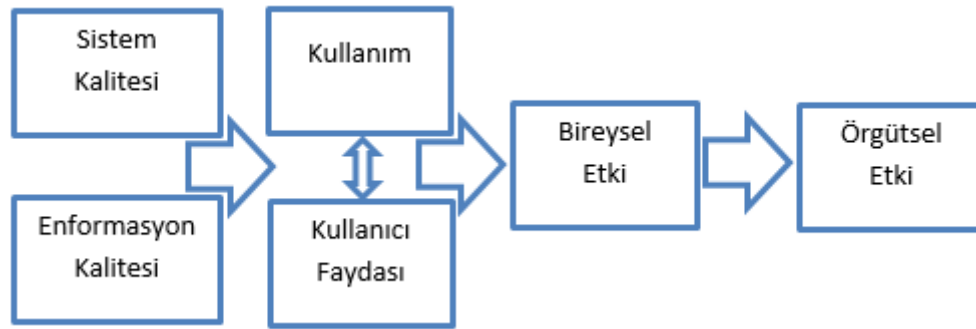 Sistem
Kalitesi
Enformasyon
Kalitesi
Kullanım
Kullanıcı
Faydası
Bireysel
Etki
Örgütsel
Etki